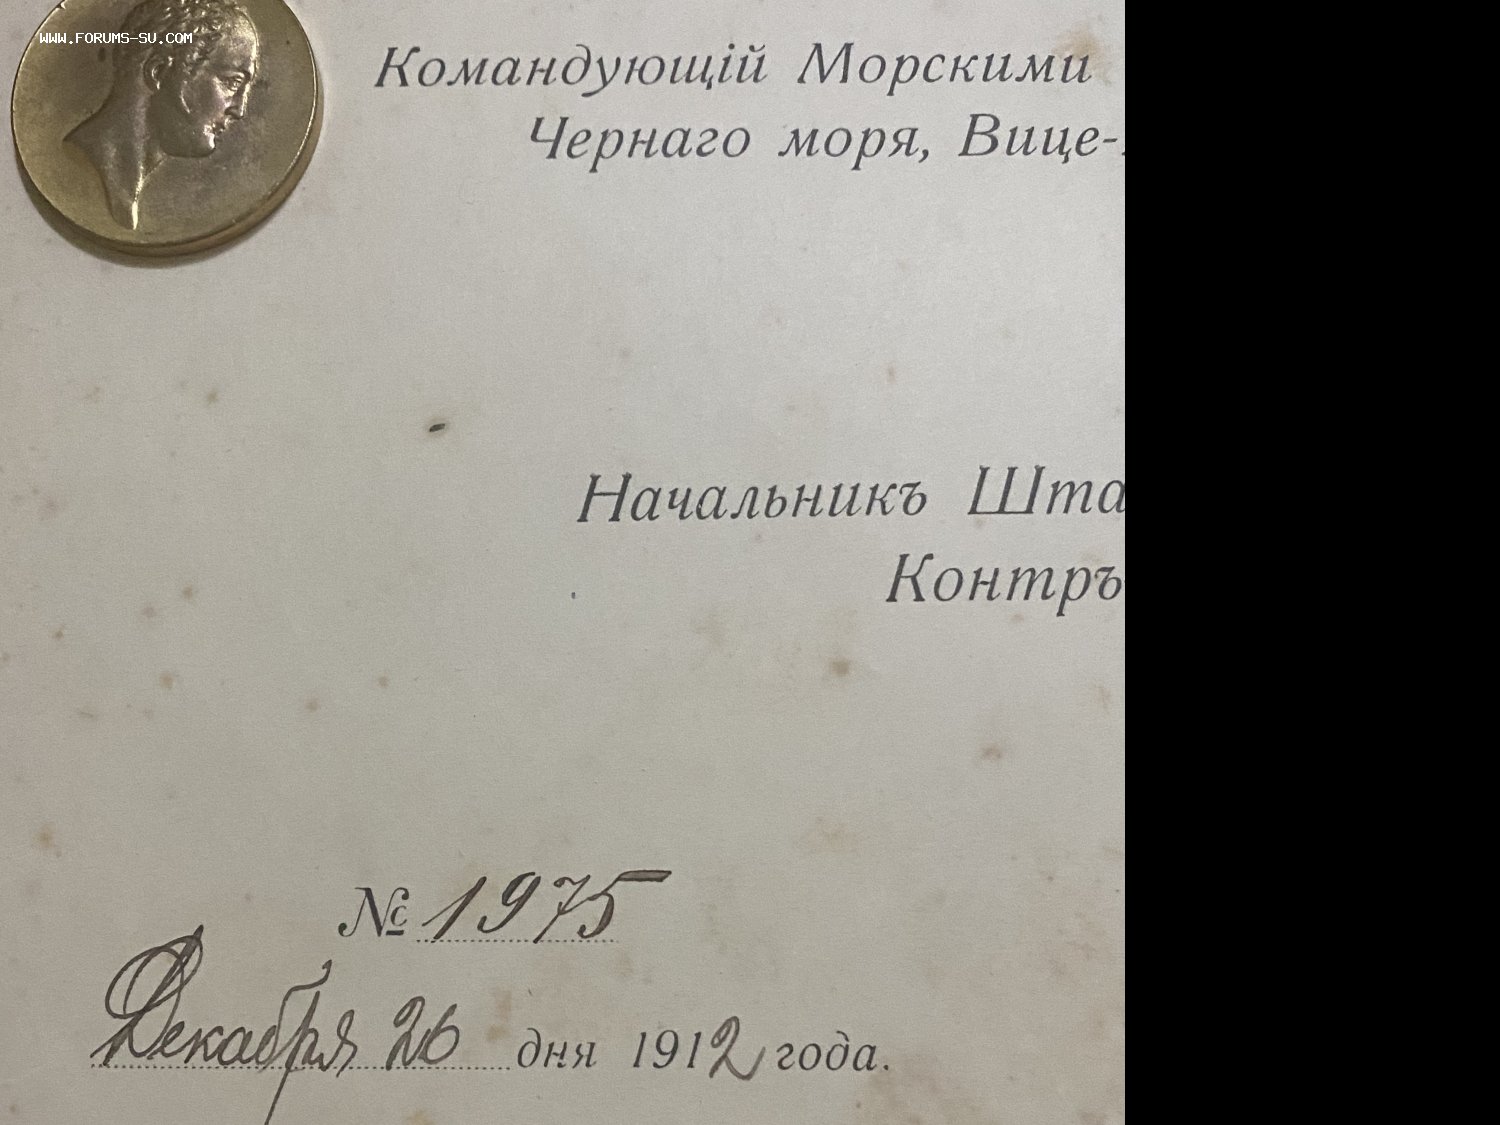 WWW.FORUMS-SU.COM
Командующій Морскими
Чернаго моря, Вице-
Начальникъ Шта
Контръ
№ 1975
Декабря 26 дня 1912 года.